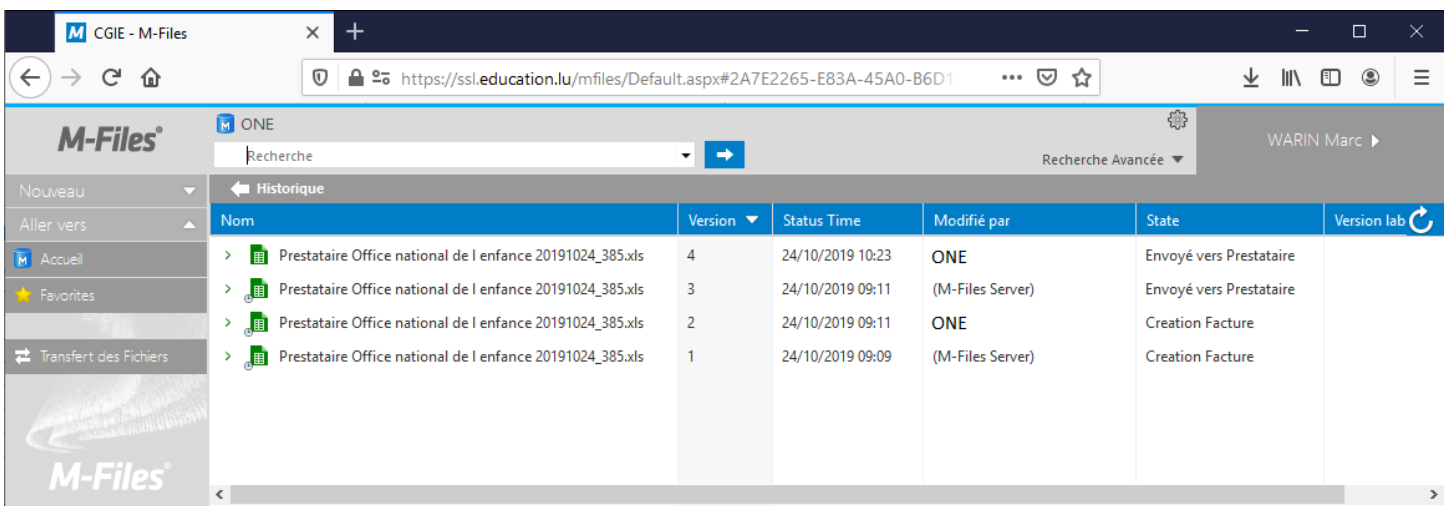 CGIE - M-Files
https://ssl.education.lu/mfiles/Default.aspx#2A7E2265-E83A-45A0-B6D1
M-Files®
ONE
Recherche
Recherche Avancée
WARIN Marc
Nouveau
Historique
Aller vers
Nom Version Status Time Modifié par State Version lab
Accueil
Prestataire Office national de l enfance 20191024_385.xls 4 24/10/2019 10:23 ONE Envoyé vers Prestataire
Favorites
Prestataire Office national de l enfance 20191024_385.xls 3 24/10/2019 09:11 (M-Files Server) Envoyé vers Prestataire
Prestataire Office national de l enfance 20191024_385.xls 2 24/10/2019 09:11 ONE Creation Facture
Transfert des Fichiers
Prestataire Office national de l enfance 20191024_385.xls 1 24/10/2019 09:09 (M-Files Server) Creation Facture
M-Files®